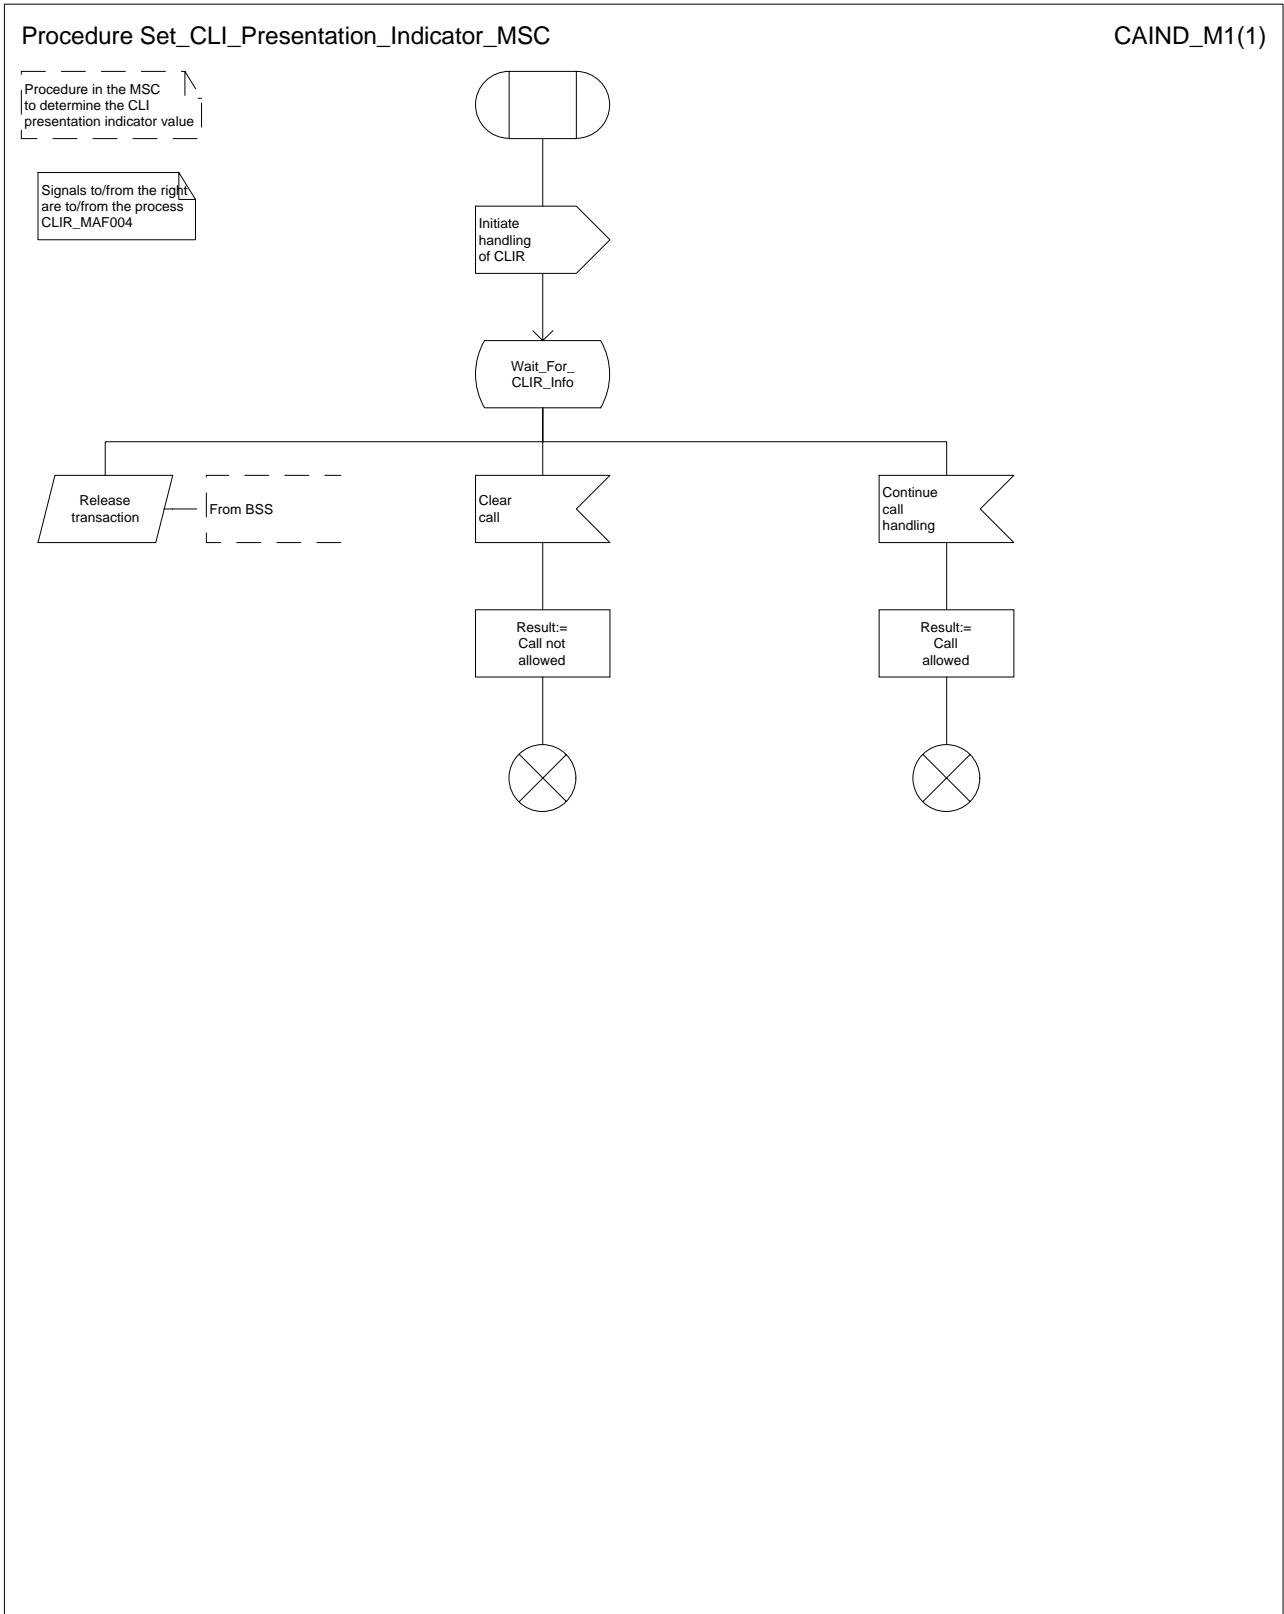 Procedure Set_CLI_Presentation_Indicator_MSC
CAIND_M1(1)
Procedure in the MSC
to determine the CLI
presentation indicator value
Signals to/from the right
are to/from the process
CLIR_MAF004
Initiate
handling
of CLIR
Wait_For_
CLIR_Info
Release
transaction
From BSS
Clear
call
Continue
call
handling
Result:=
Call not
allowed
Result:=
Call
allowed